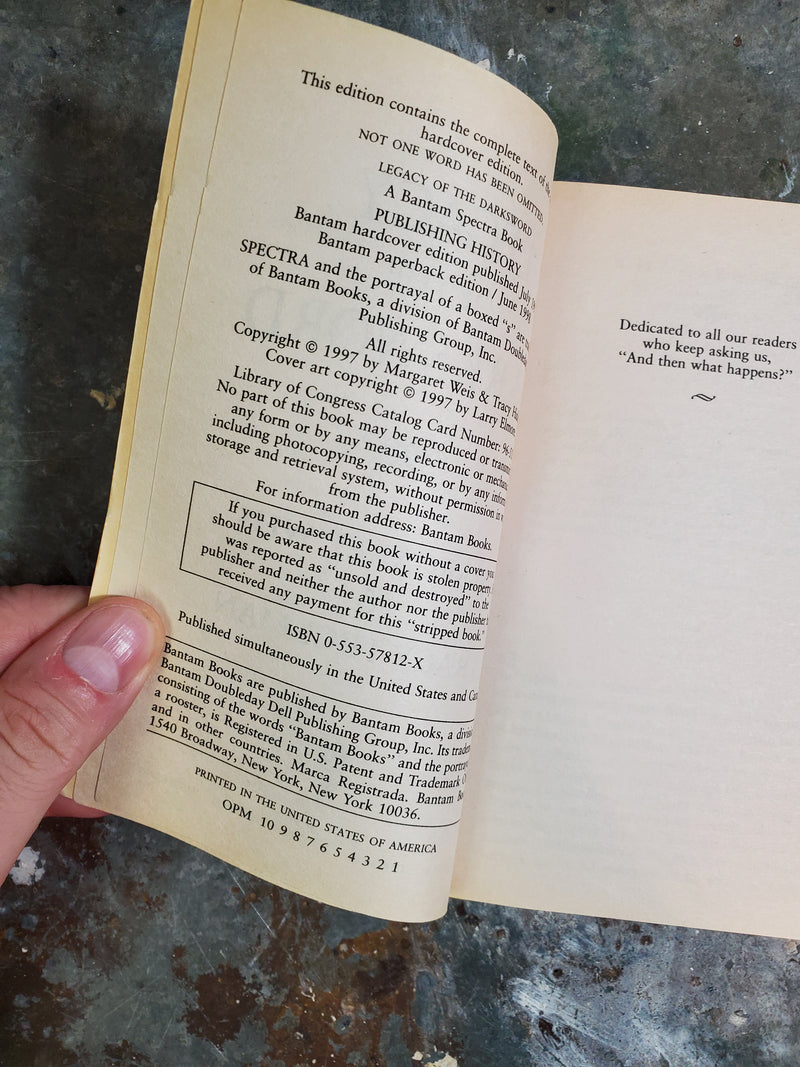 This edition contains the complete text of the
hardcover edition.
NOT ONE WORD HAS BEEN OMITTED.
LEGACY OF THE DARKSWORD
A Bantam Spectra Book
PUBLISHING HISTORY
Bantam hardcover edition published July
Bantam paperback edition / June
SPECTRA and the portrayal of a boxed "s" are
of Bantam Books, a division of Bantam Doubleday
Publishing Group, Inc.
All rights reserved.
Copyright © 1997 by Margaret Weis & Tracy
Cover art copyright © 1997 by Larry Elmore
Library of Congress Catalog Card Number: 96-
No part of this book may be reproduced or
any form or by any means, electronic or
including photocopying, recording, or by any
storage and retrieval system, without permission in
from the publisher.
For information address: Bantam Books.
If you purchased this book without a cover you
should be aware that this book is stolen property.
was reported as "unsold and destroyed" to the
publisher and neither the author nor the publisher
received any payment for this "stripped book."
ISBN 0-553-57812-X
Published simultaneously in the United States and
Bantam Books are published by Bantam Books, a
Bantam Doubleday Dell Publishing Group, Inc. Its
consisting of the words "Bantam Books" and the
a rooster, is Registered in U.S. Patent and Trademark
and in other countries. Marca Registrada. Bantam
1540 Broadway, New York, New York 10036.
PRINTED IN THE UNITED STATES OF AMERICA
OPM 10 9 8 7 6 5 4 3 2 1
Dedicated to all our readers
who keep asking us,
"And then what happens?"